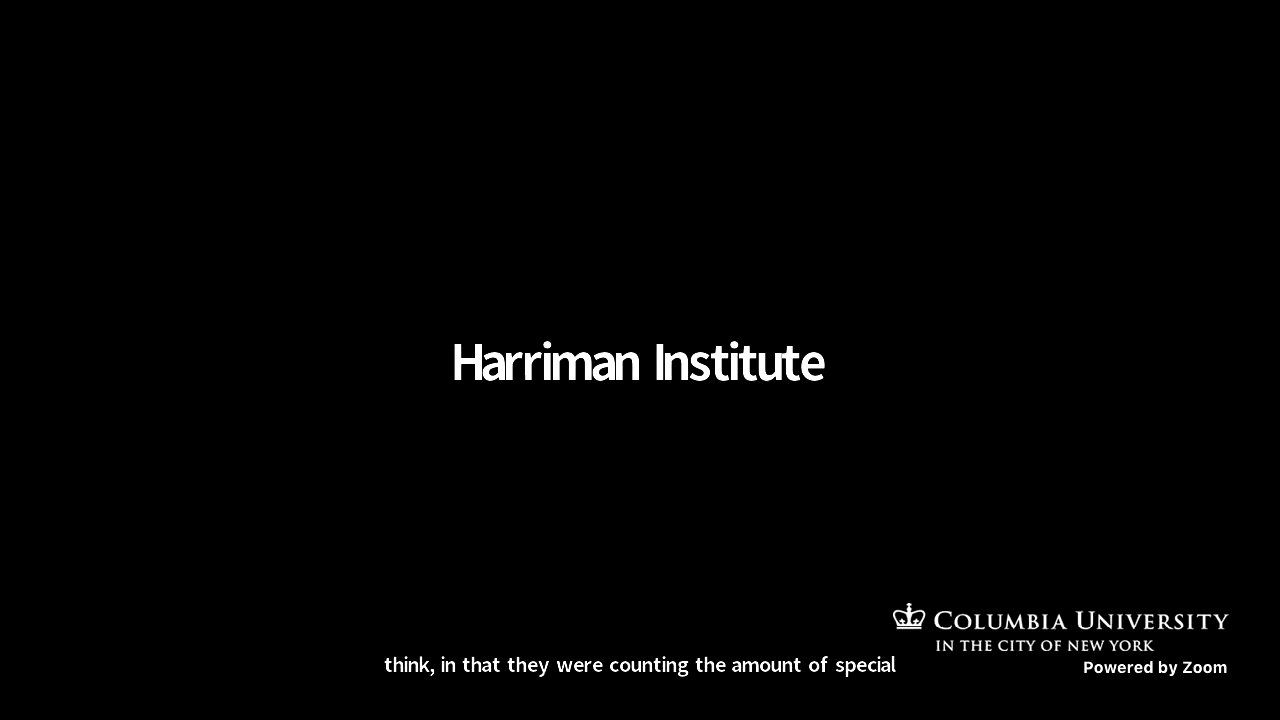 Harriman Institute
COLUMBIA UNIVERSITY
IN THE CITY OF NEW YORK
think, in that they were counting the amount of special
Powered by Zoom